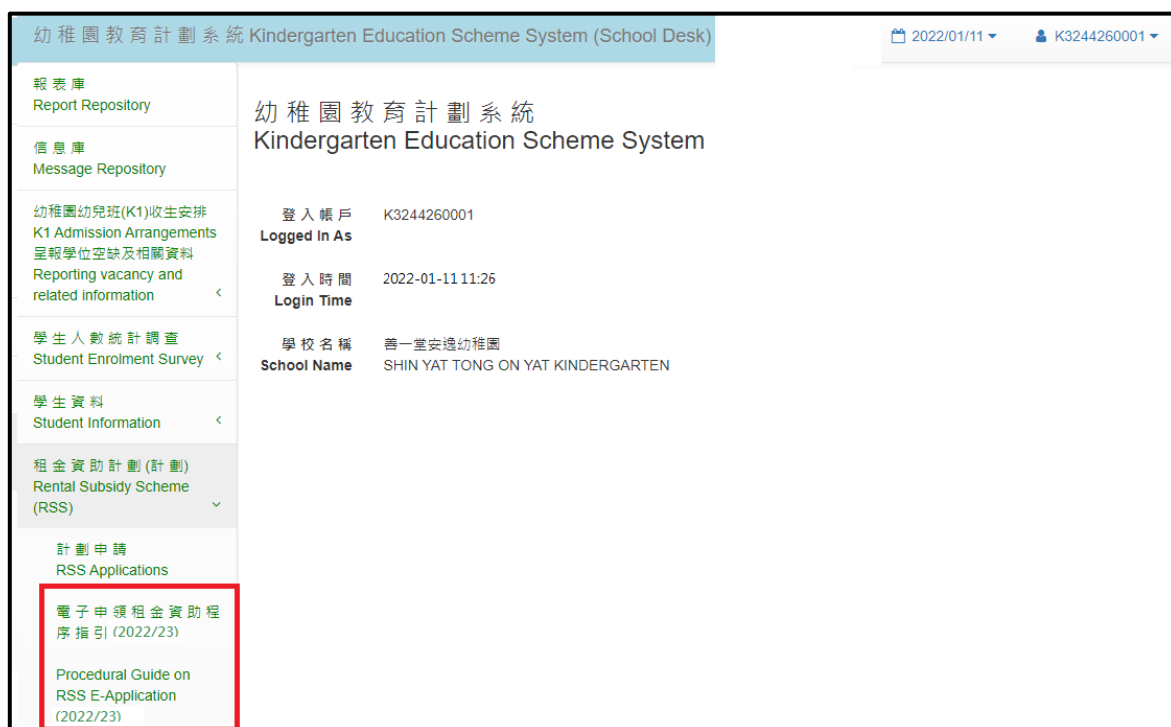 幼稚園教育計劃系統 Kindergarten Education Scheme System (School Desk)
2022/01/11
K3244260001
報表庫
Report Repository
信息庫
Message Repository
幼稚園幼兒班(K1)收生安排
K1 Admission Arrangements
呈報學位空缺及相關資料
Reporting vacancy and
related information
學生人數統計調查
Student Enrolment Survey
學生資料
Student Information
租金資助計劃(計劃)
Rental Subsidy Scheme
(RSS)
計劃申請
RSS Applications
電子申領租金資助程
序指引 (2022/23)
Procedural Guide on
RSS E-Application
(2022/23)
幼稚園教育計劃系統
Kindergarten Education Scheme System
登入帳戶 K3244260001
Logged In As
登入時間 2022-01-11 11:26
Login Time
學校名稱 善一堂安逸幼稚園
School Name SHIN YAT TONG ON YAT KINDERGARTEN